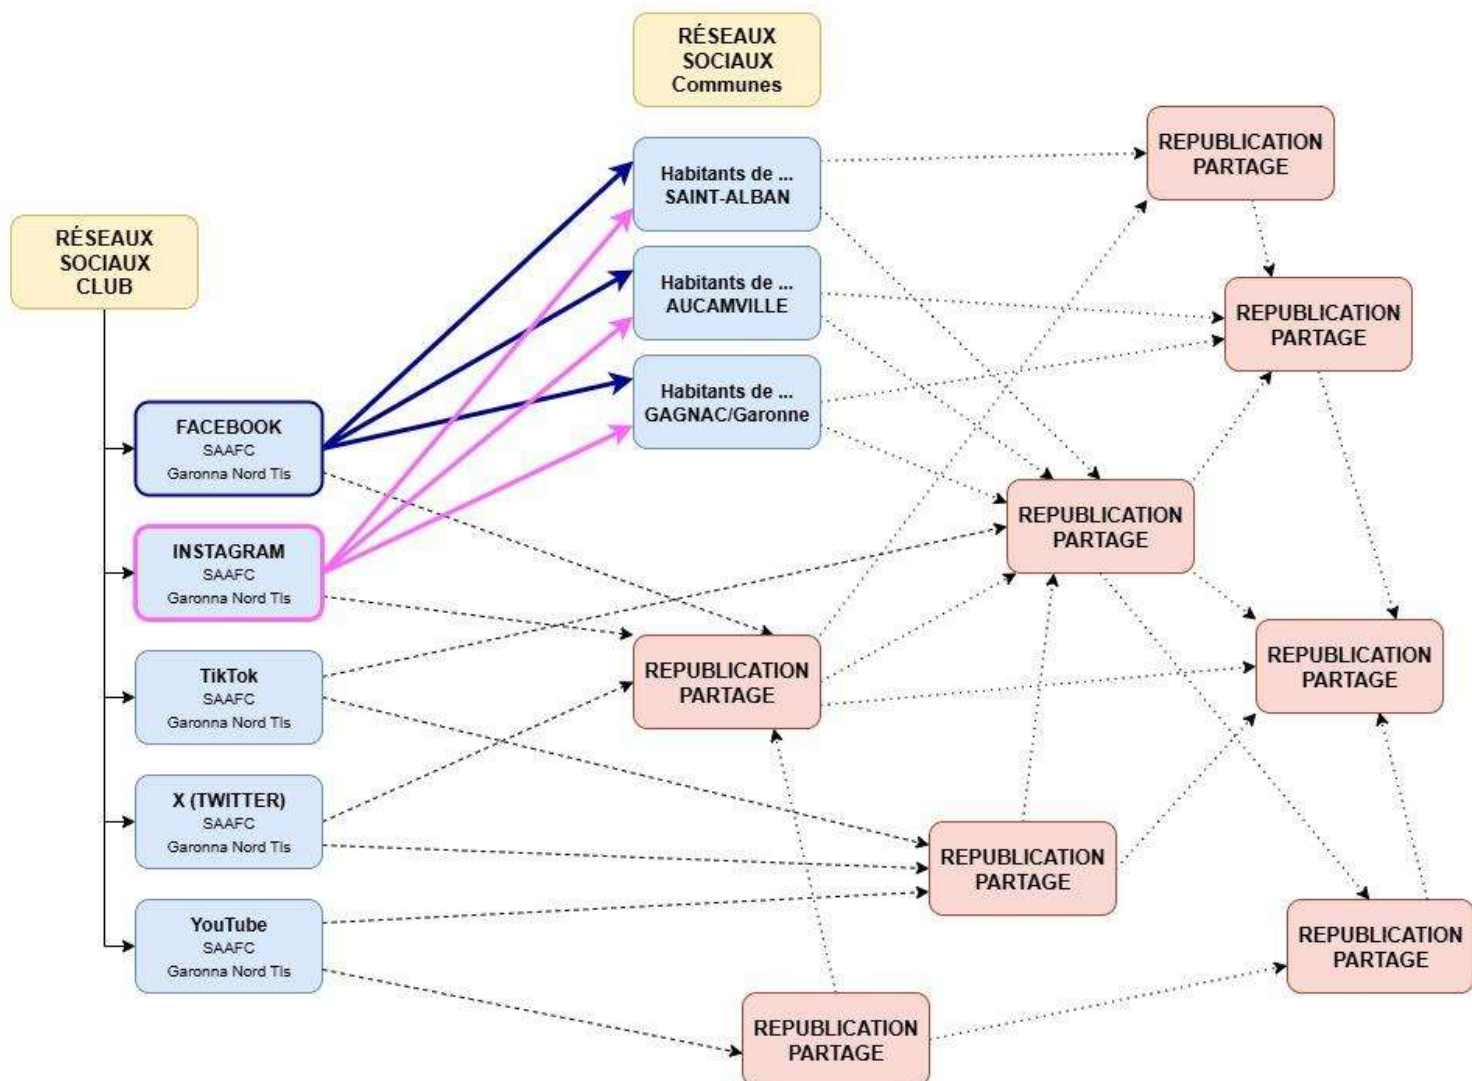 RÉSEAUX
SOCIAUX
Communes
RÉSEAUX
SOCIAUX
CLUB
Habitants de ...
SAINT-ALBAN
Habitants de ...
AUCAMVILLE
Habitants de ...
GAGNAC/Garonne
FACEBOOK
SAAFC
Garonna Nord Tls
INSTAGRAM
SAAFC
Garonna Nord Tls
TikTok
SAAFC
Garonna Nord Tls
X (TWITTER)
SAAFC
Garonna Nord Tls
YouTube
SAAFC
Garonna Nord Tls
REPUBLICATION
PARTAGE
REPUBLICATION
PARTAGE
REPUBLICATION
PARTAGE
REPUBLICATION
PARTAGE
REPUBLICATION
PARTAGE
REPUBLICATION
PARTAGE
REPUBLICATION
PARTAGE
REPUBLICATION
PARTAGE